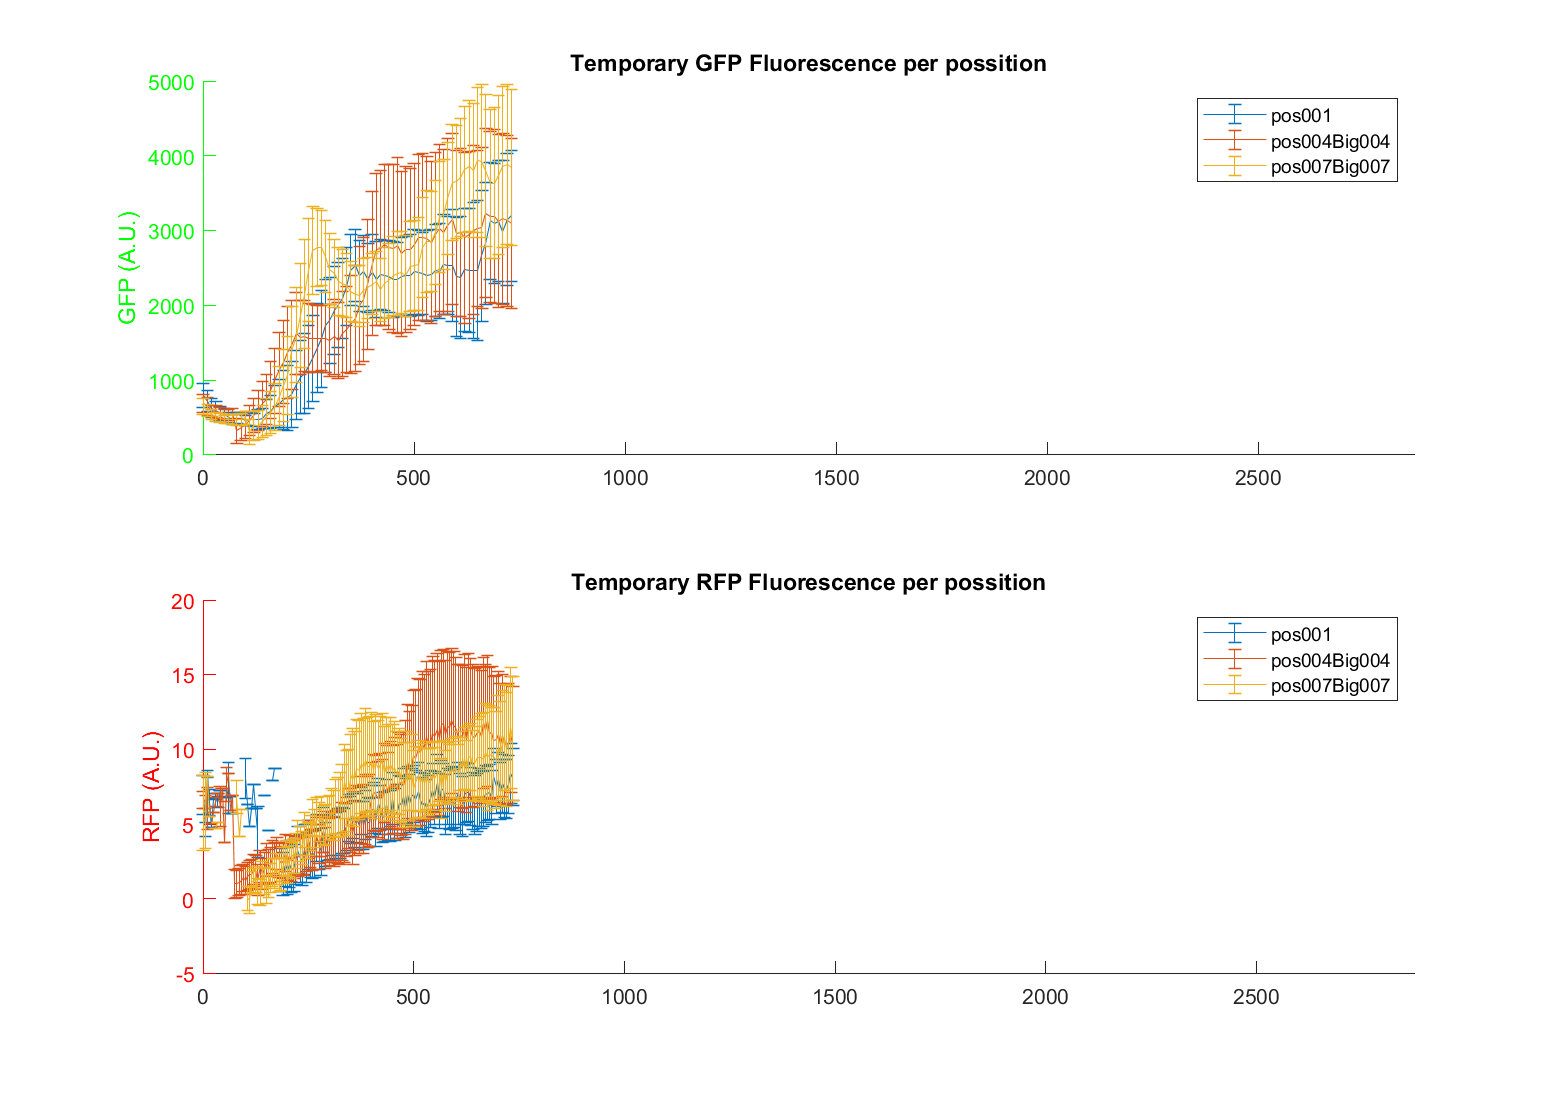 Temporary GFP Fluorescence per possition
GFP (A.U.)
5000
4000
3000
2000
1000
0
0 500 1000 1500 2000 2500
pos001
pos004Big004
pos007Big007
Temporary RFP Fluorescence per possition
RFP (A.U.)
20
15
10
5
0
-5
0 500 1000 1500 2000 2500
pos001
pos004Big004
pos007Big007